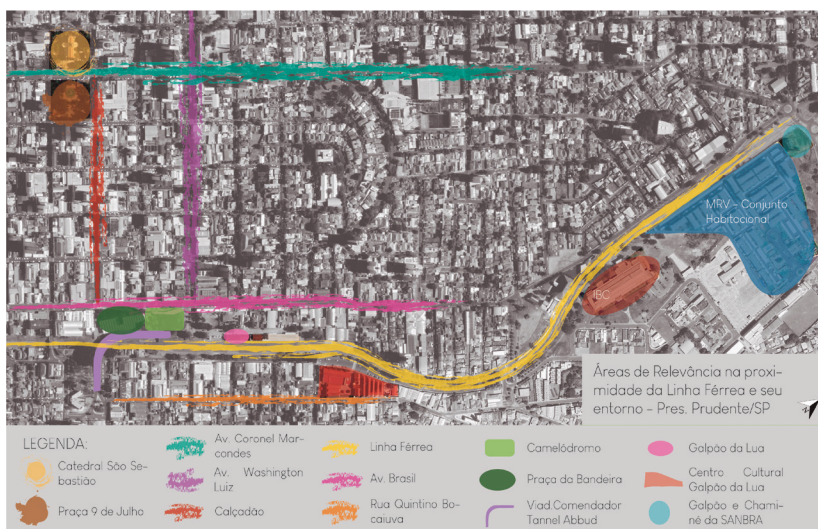 MRV - Conjunto
Habitacional
IBC
Áreas de Relevância na proxi-
midade da Linha Férrea e seu
entorno - Pres. Prudente/SP
LEGENDA:
Catedral São Se-
bastião
Praça 9 de Julho
Av. Coronel Mar-
condes
Av. Washington
Luiz
Calçadão
Linha Férrea
Av. Brasil
Rua Quintino Bo-
caiuva
Camelódromo
Praça da Bandeira
Viad.Comendador
Tannel Abbud
Galpão da Lua
Centro Cultural
Galpão da Lua
Galpão e Chami-
né da SANBRA